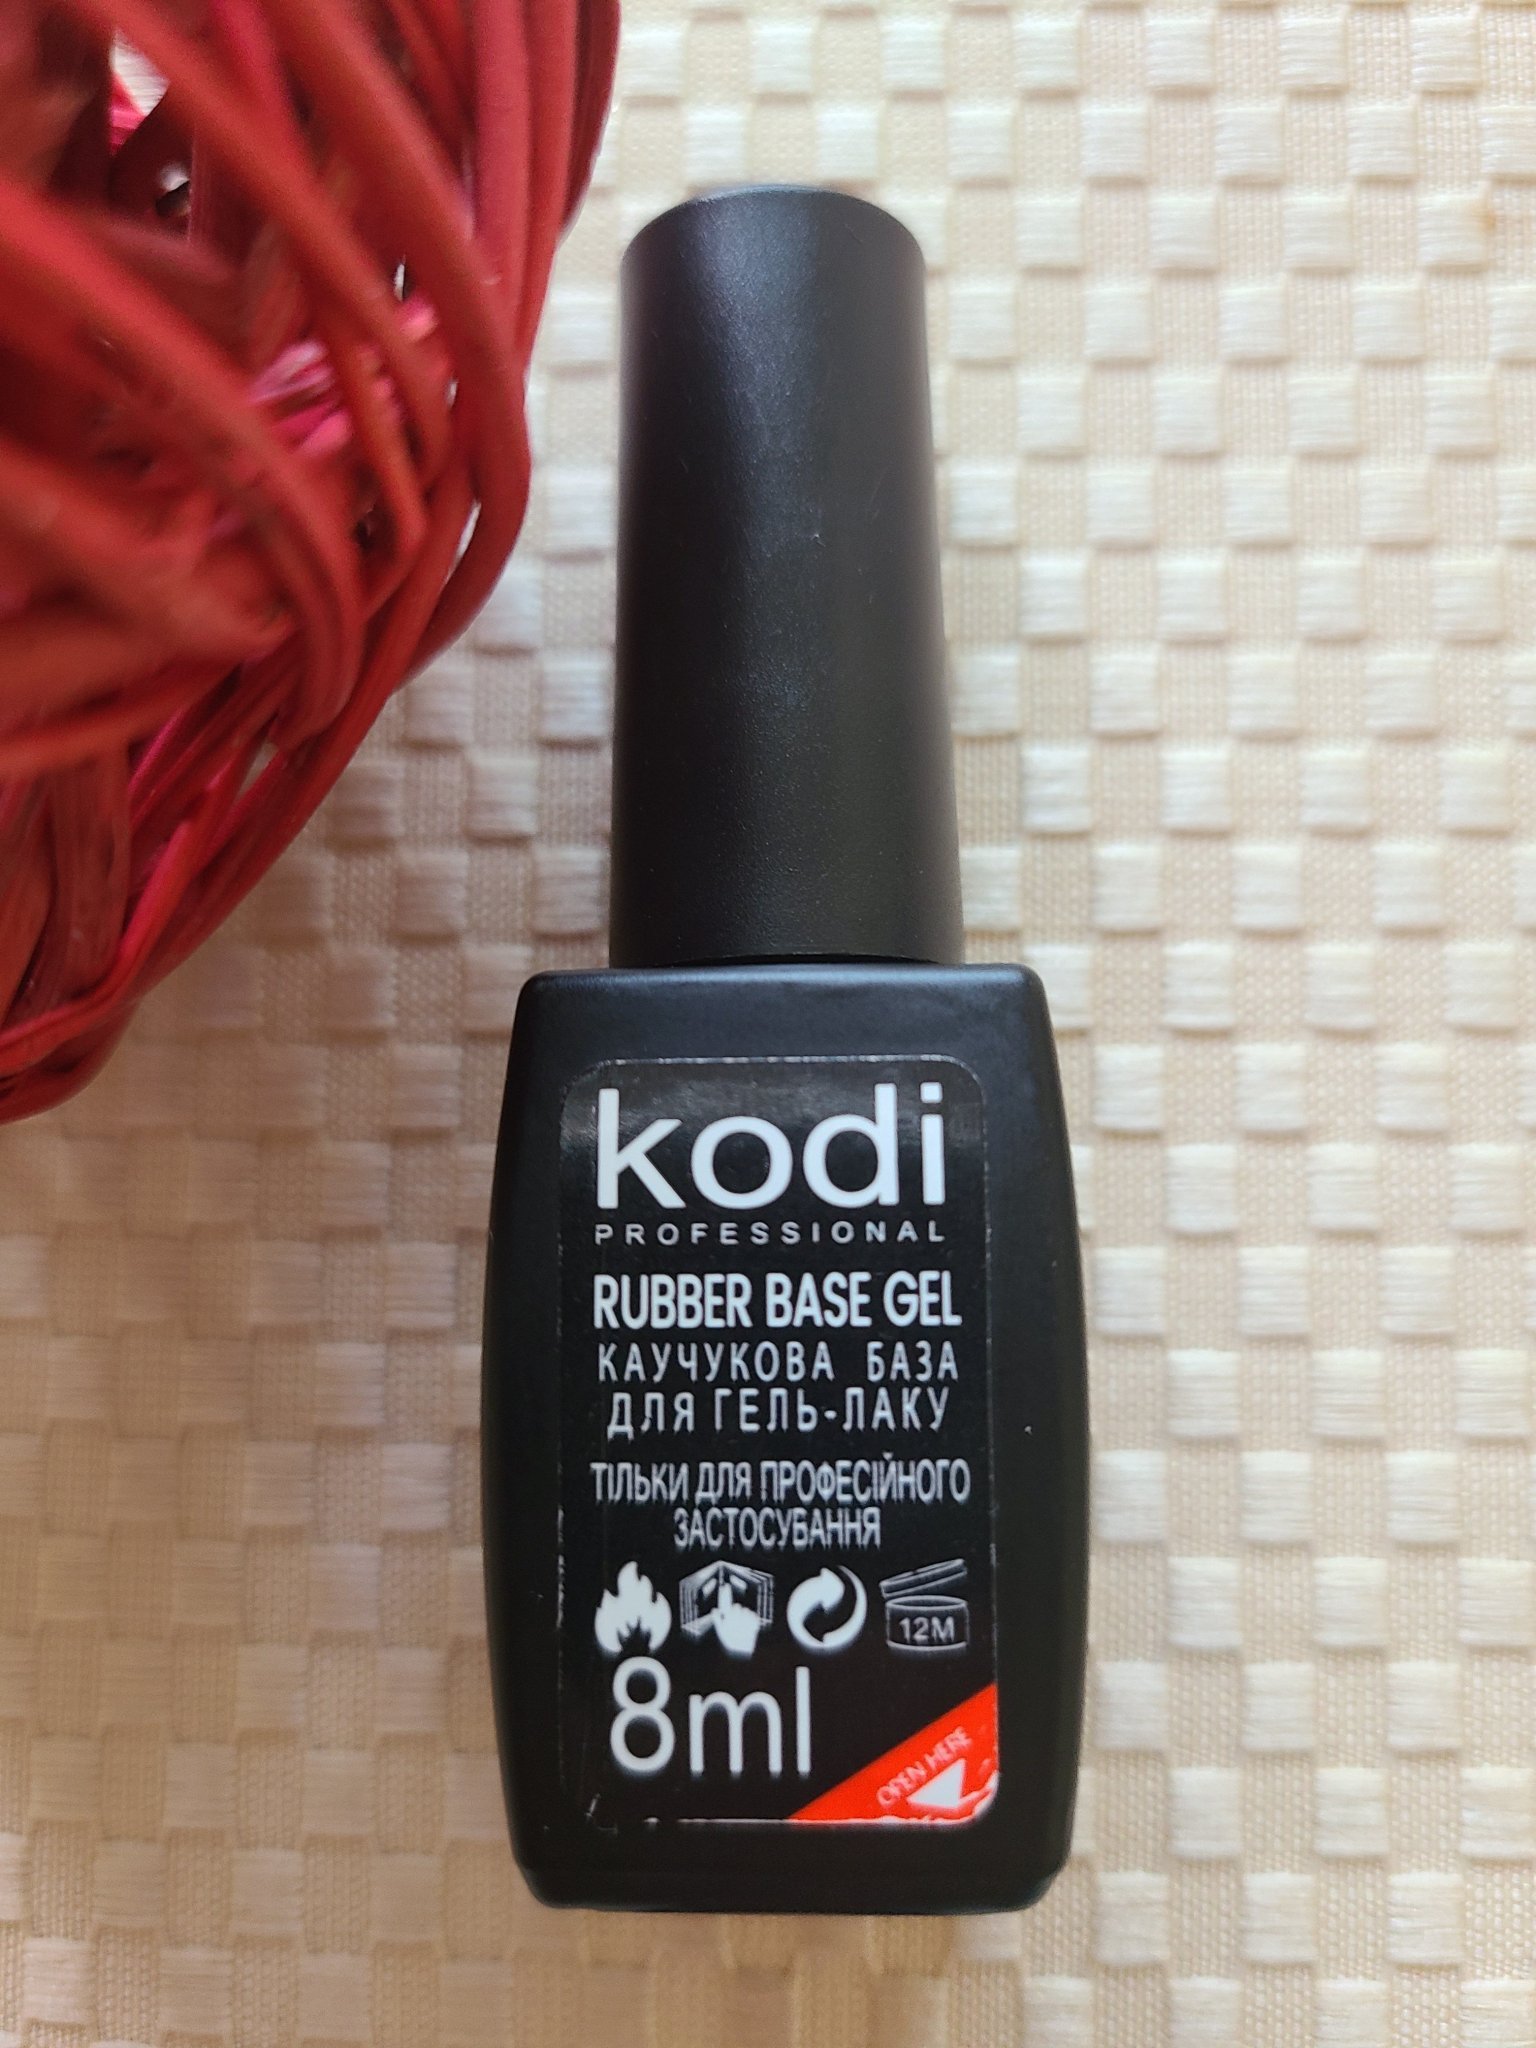 kodi
PROFESSIONAL
RUBBER BASE GEL
КАУЧУКОВА БАЗА
ДЛЯ ГЕЛЬ-ЛАКУ
ТІЛЬКИ ДЛЯ ПРОФЕСІЙНОГО
ЗАСТОСУВАННЯ
12M
8ml
OPEN HERE